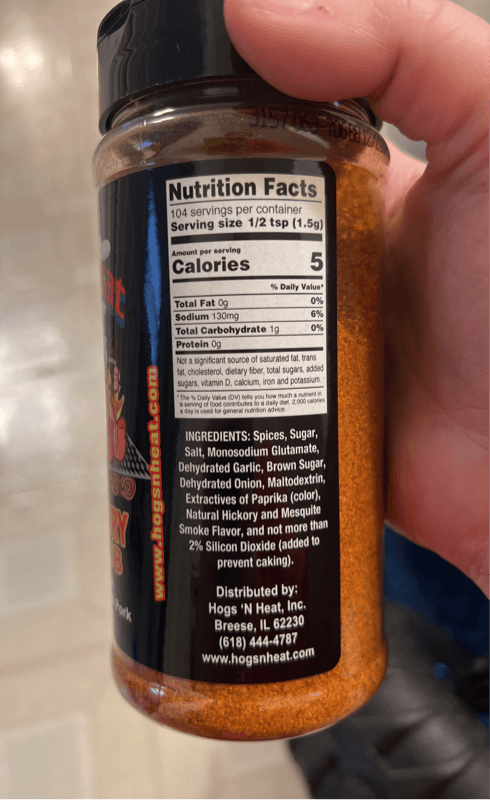 Nutrition Facts
104 servings per container
Serving size 1/2 tsp (1.5g)
Amount per serving
Calories 5
% Daily Value*
Total Fat 0g 0%
Sodium 130mg 6%
Total Carbohydrate 1g 0%
Protein 0g
Not a significant source of saturated fat, trans
fat, cholesterol, dietary fiber, total sugars, added
sugars, vitamin D, calcium, iron and potassium.
*The % Daily Value (DV) tells you how much a nutrient in
a serving of food contributes to a daily diet. 2,000 calories
a day is used for general nutrition advice.
INGREDIENTS: Spices, Sugar,
Salt, Monosodium Glutamate,
Dehydrated Garlic, Brown Sugar,
Dehydrated Onion, Maltodextrin,
Extractives of Paprika (color),
Natural Hickory and Mesquite
Smoke Flavor, and not more than
2% Silicon Dioxide (added to
prevent caking).
Distributed by:
Hogs 'N Heat, Inc.
Breese, IL 62230
(618) 444-4787
www.hogsnheat.com
www.hogsnheat.com